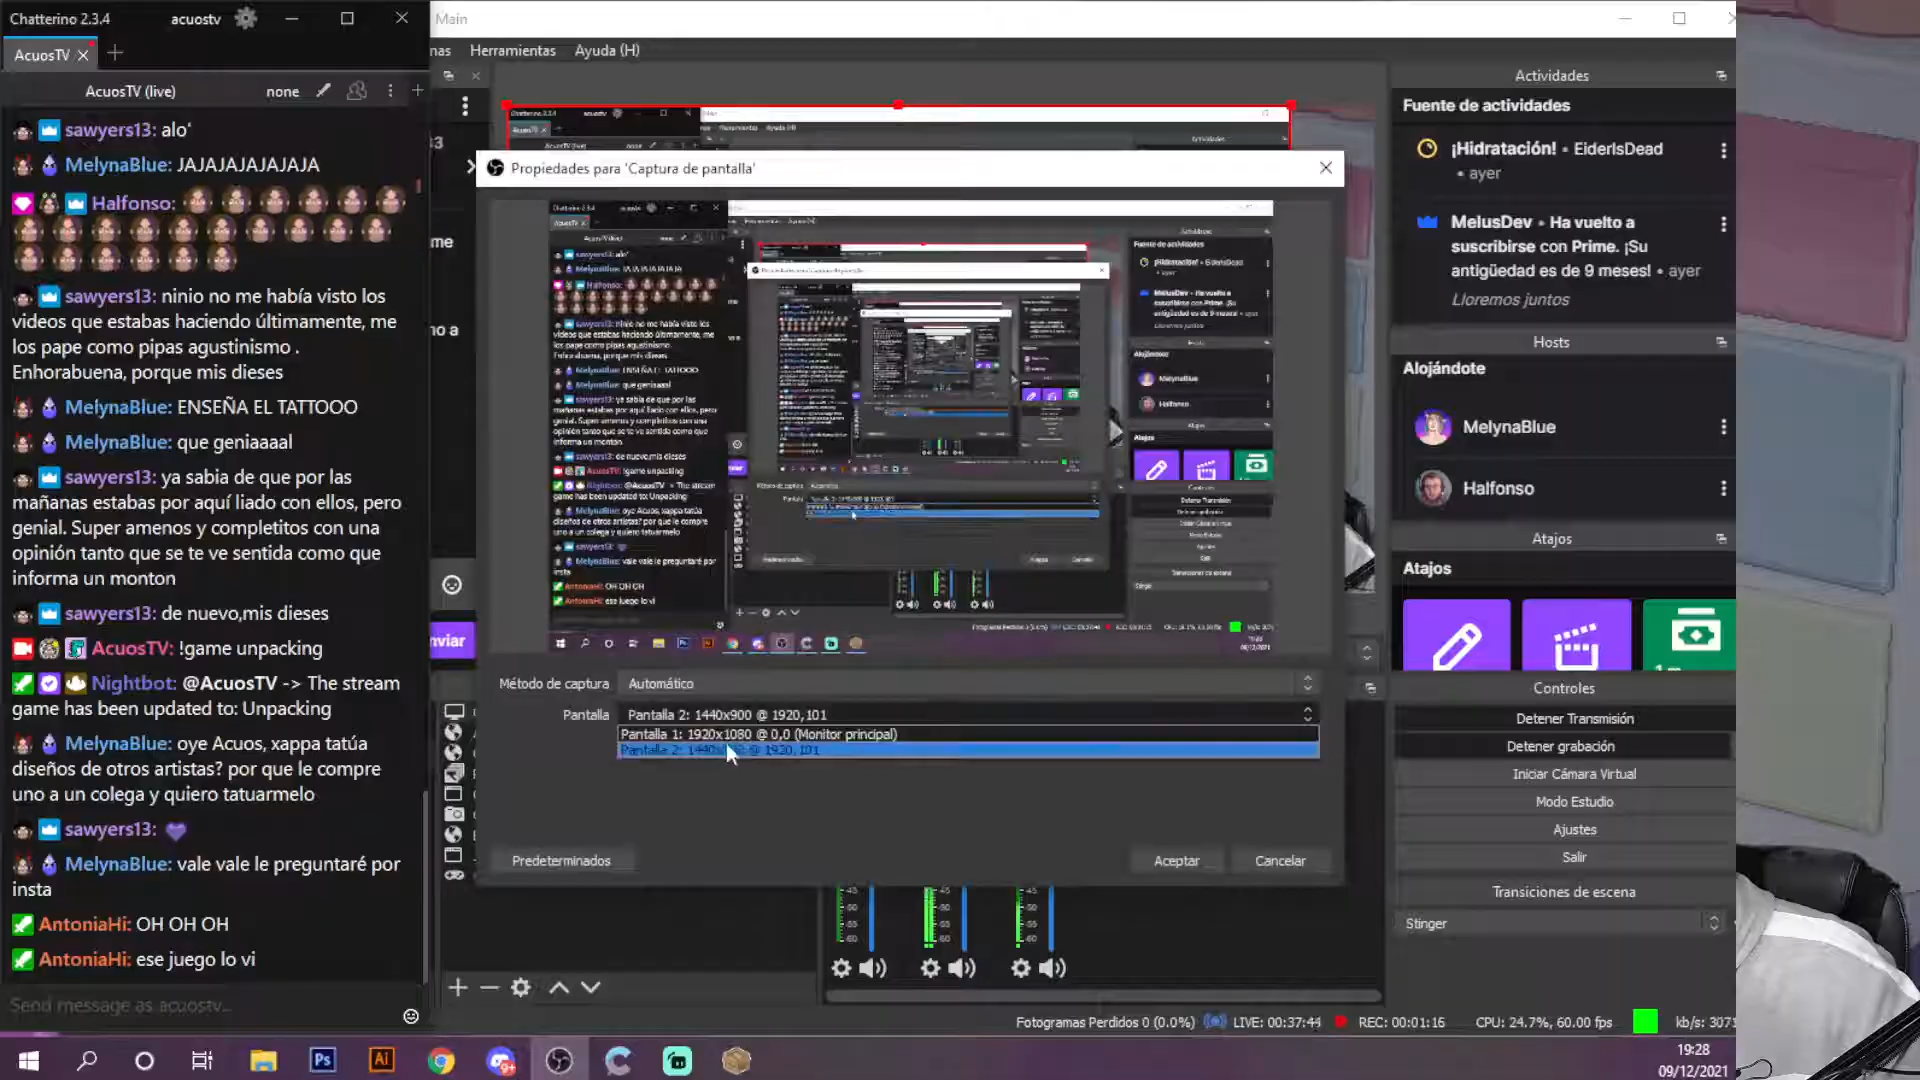 Chatterino 2.3.4
acuostv
AcuosTV
AcuosTV (live)
none
sawyers13: alo'
MelynaBlue: JAJAJAJAJAJAJA
Halfonso:
sawyers13: ninio no me había visto los
videos que estabas haciendo últimamente, me
los pape como pipas agustinismo .
Enhorabuena, porque mis dieses
MelynaBlue: ENSEÑA EL TATTOOO
MelynaBlue: que geniaaaal
sawyers13: ya sabia de que por las
mañanas estabas por aquí liado con ellos, pero
genial. Super amenos y completitos con una
opinión tanto que se te ve sentida como que
informa un monton
sawyers13: de nuevo,mis dieses
AcuosTV: !game unpacking
Nightbot: @AcuosTV -> The stream
game has been updated to: Unpacking
MelynaBlue: oye Acuos, xappa tatúa
diseños de otros artistas? por que le compre
uno a un colega y quiero tatuarmelo
sawyers13:
MelynaBlue: vale vale le preguntaré por
insta
AntoniaHi: OH OH OH
AntoniaHi: ese juego lo vi
Send message as acuostv...
Main
nas
Herramientas
Ayuda (H)
me
no a
nviar
Propiedades para 'Captura de pantalla'
Método de captura
Automático
Pantalla
Pantalla 2: 1440x900 @ 1920,101
Pantalla 1: 1920x1080 @ 0,0 (Monitor principal)
Predeterminados
Aceptar
Cancelar
Actividades
Fuente de actividades
¡Hidratación! • EiderIsDead
• ayer
MeiusDev • Ha vuelto a
suscribirse con Prime. ¡Su
antigüedad es de 9 meses! • ayer
Lloremos juntos
Hosts
Alojándote
MelynaBlue
Halfonso
Atajos
Atajos
Controles
Detener Transmisión
Detener grabación
Iniciar Cámara Virtual
Modo Estudio
Ajustes
Salir
Transiciones de escena
Stinger
Fotogramas Perdidos 0 (0.0%)
LIVE: 00:37:44
REC: 00:01:16
CPU: 24.7%, 60.00 fps
kb/s: 3071
Ps
Ai
19:28
09/12/2021